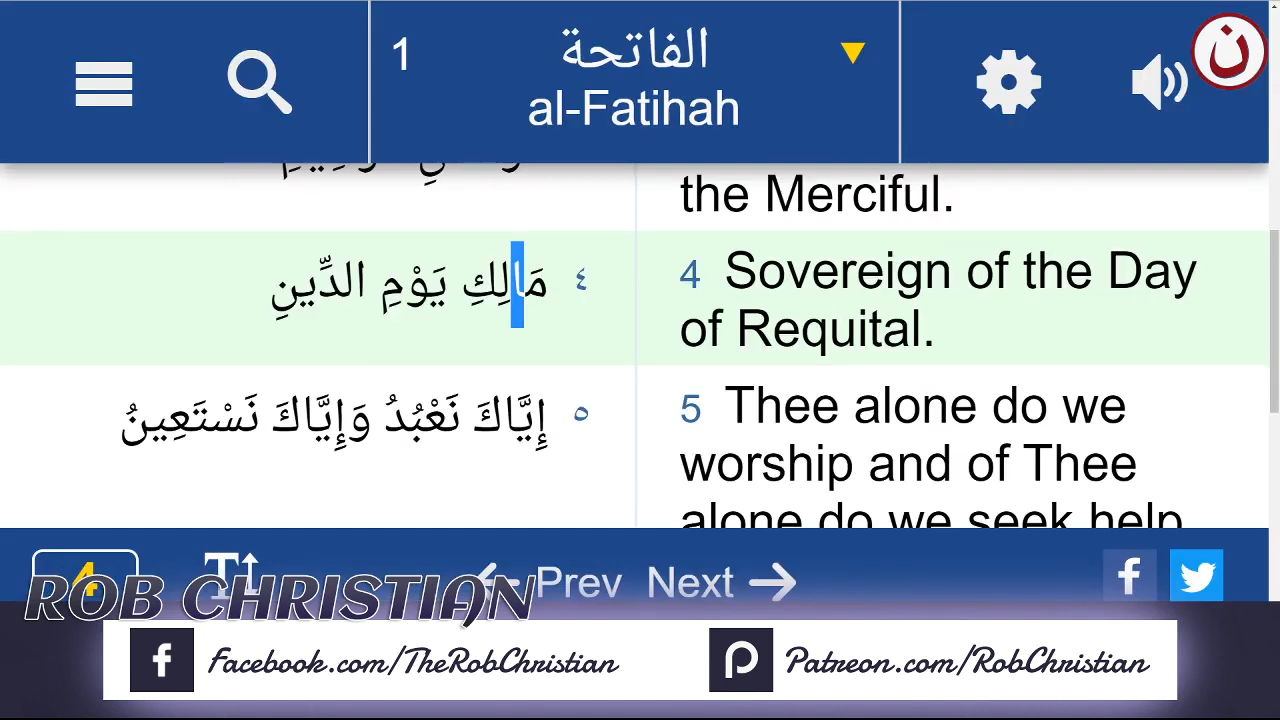 1
الفاتحة
al-Fatihah
ن
the Merciful.
٤ مَالِكِ يَوْمِ الدِّينِ
4 Sovereign of the Day
of Requital.
٥ إِيَّاكَ نَعْبُدُ وَإِيَّاكَ نَسْتَعِينُ
5 Thee alone do we
worship and of Thee
alone do we seek help
4
T
Prev Next
ROB CHRISTIAN
Facebook.com/TheRobChristian
Patreon.com/RobChristian